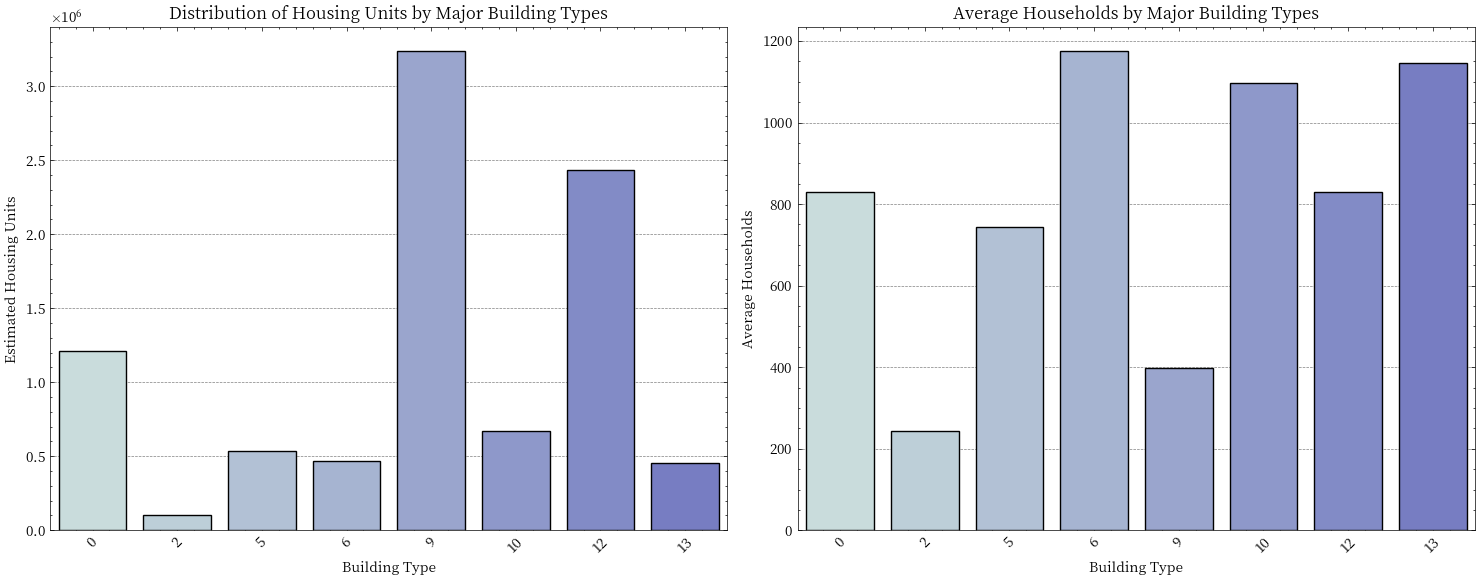 Distribution of Housing Units by Major Building Types
×10⁶
3.0
2.5
2.0
1.5
1.0
0.5
0.0
Estimated Housing Units
0 2 5 6 9 10 12 13
Building Type
Average Households by Major Building Types
1200
1000
800
600
400
200
0
Average Households
0 2 5 6 9 10 12 13
Building Type